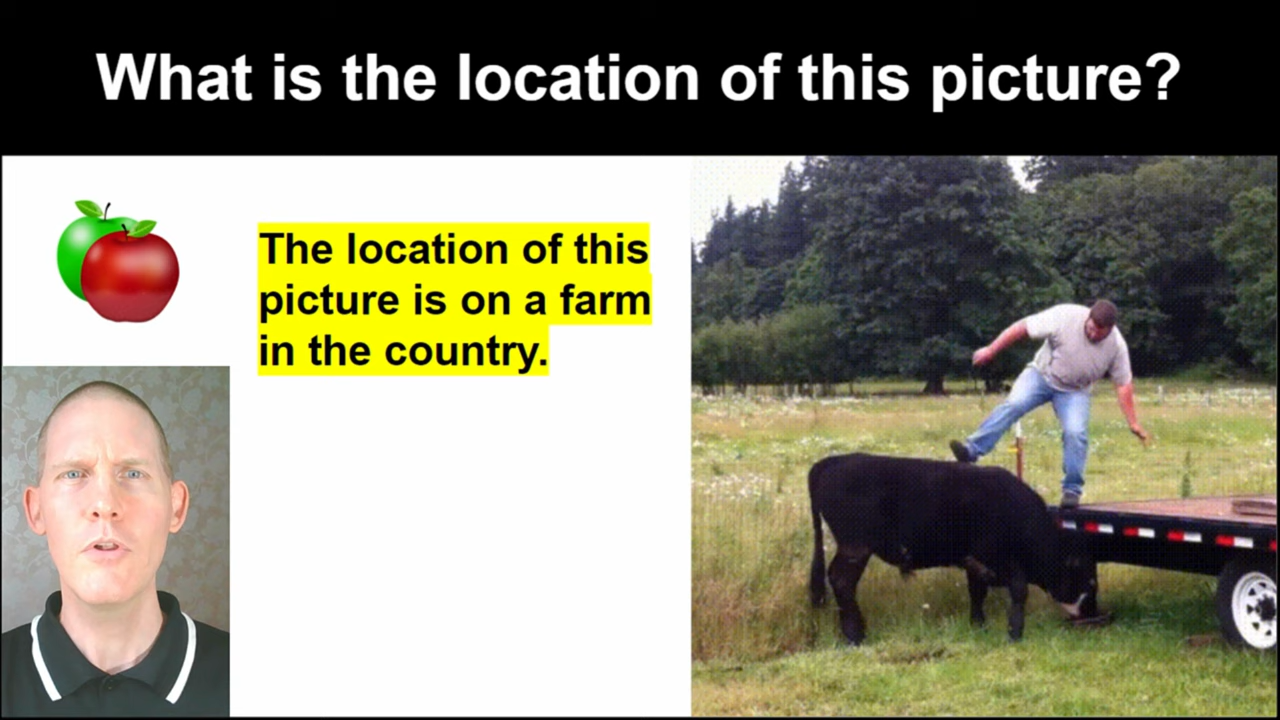 What is the location of this picture?
The location of this
picture is on a farm
in the country.